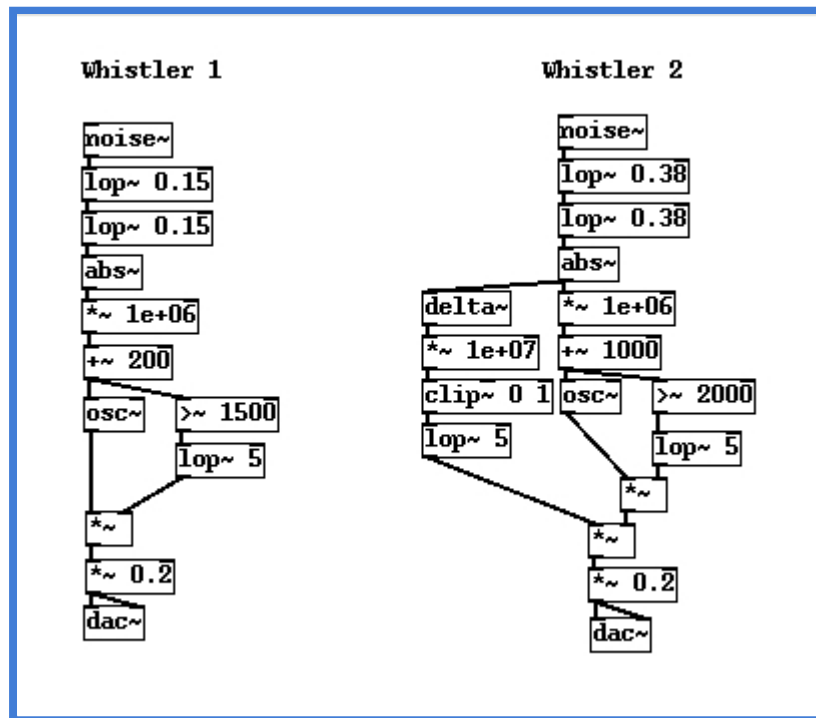 Whistler 1
noise~
lop~ 0.15
lop~ 0.15
abs~
*~ 1e+06
+~ 200
osc~
>~ 1500
lop~ 5
*~
*~ 0.2
dac~
Whistler 2
noise~
lop~ 0.38
lop~ 0.38
abs~
delta~
*~ 1e+06
*~ 1e+07
+~ 1000
clip~ 0 1
osc~
>~ 2000
lop~ 5
lop~ 5
*~
*~
*~ 0.2
dac~